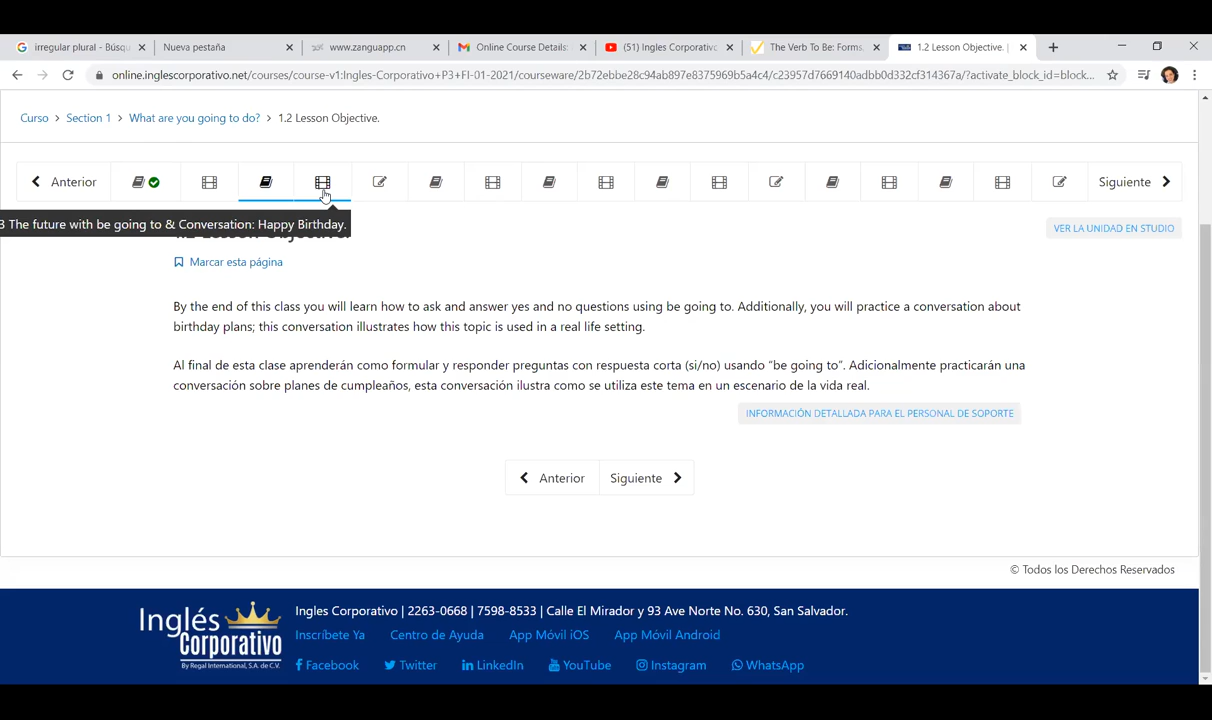 irregular plural - Búsqu
Nueva pestaña
www.zanguapp.cn
Online Course Details:
(51) Ingles Corporativo
The Verb To Be: Forms,
1.2 Lesson Objective. |
online.inglescorporativo.net/courses/course-v1:Ingles-Corporativo+P3+FI-01-2021/courseware/2b72ebbe28c94ab897e8375969b5a4c4/c23957d7669140adbb0d332cf314367a/?activate_block_id=block...
Curso > Section 1 > What are you going to do? > 1.2 Lesson Objective.
Anterior
Siguiente
3 The future with be going to & Conversation: Happy Birthday.
VER LA UNIDAD EN STUDIO
Marcar esta página
By the end of this class you will learn how to ask and answer yes and no questions using be going to. Additionally, you will practice a conversation about
birthday plans; this conversation illustrates how this topic is used in a real life setting.
Al final de esta clase aprenderán como formular y responder preguntas con respuesta corta (si/no) usando “be going to”. Adicionalmente practicarán una
conversación sobre planes de cumpleaños, esta conversación ilustra como se utiliza este tema en un escenario de la vida real.
INFORMACIÓN DETALLADA PARA EL PERSONAL DE SOPORTE
Anterior Siguiente
© Todos los Derechos Reservados
Inglés
Corporativo
By Regal International, S.A. de C.V.
Ingles Corporativo | 2263-0668 | 7598-8533 | Calle El Mirador y 93 Ave Norte No. 630, San Salvador.
Inscríbete Ya Centro de Ayuda App Móvil iOS App Móvil Android
Facebook Twitter LinkedIn YouTube Instagram WhatsApp